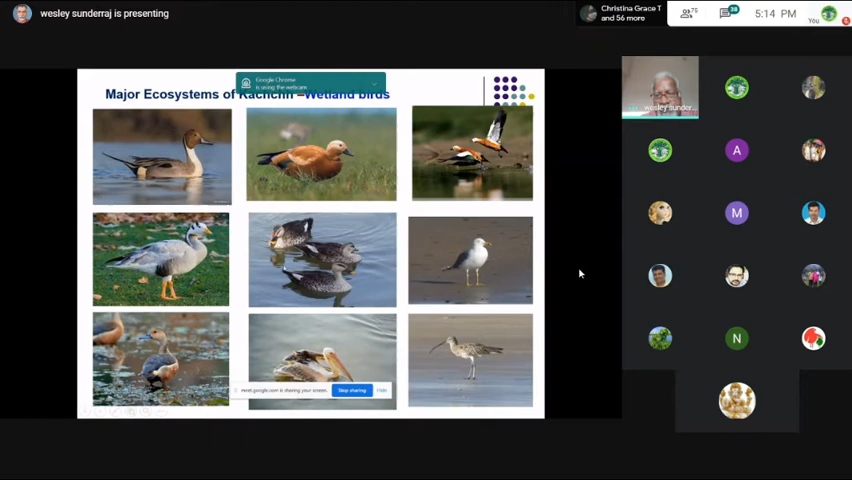 wesley sunderraj is presenting
Christina Grace T
and 56 more
75
38
5:14 PM
You
Google Chrome
is using the webcam
Major Ecosystems of Kachchh –Wetland birds
wesley sunder...
A
M
N
meet.google.com is sharing your screen.
Stop sharing
Hide